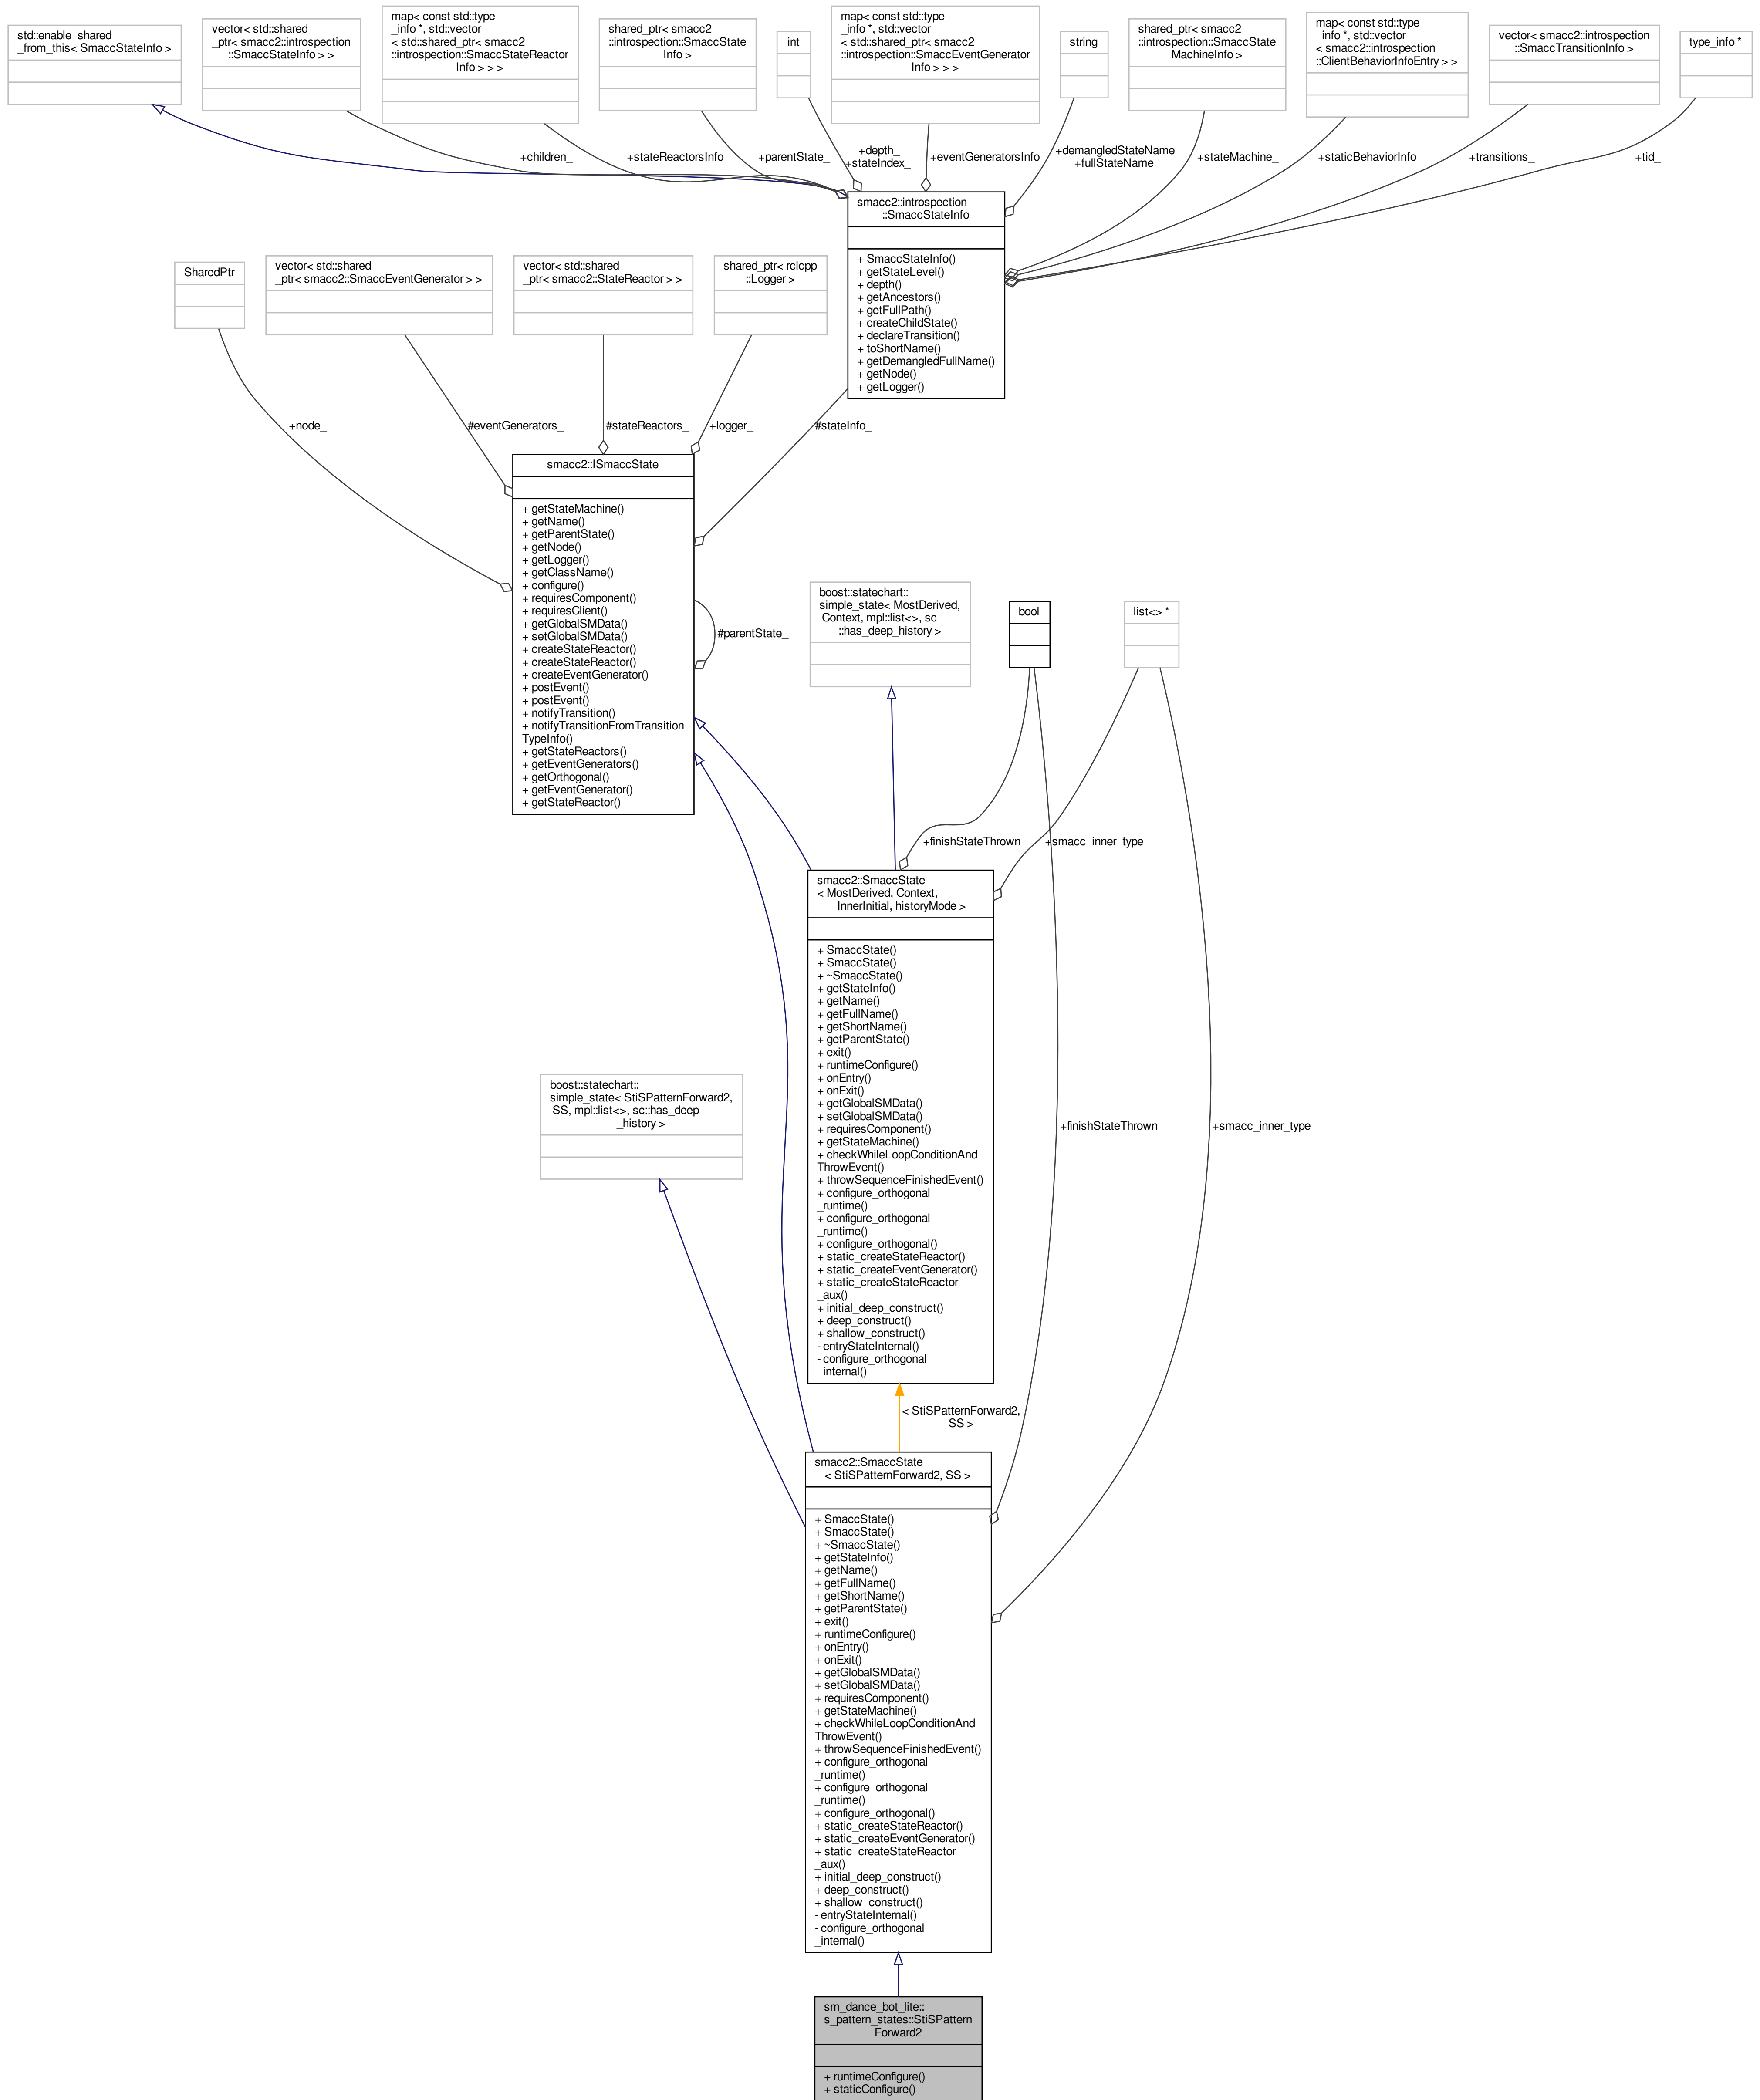 std::enable_shared
_from_this< SmaccStateInfo >
vector< std::shared
_ptr< smacc2::introspection
::SmaccStateInfo > >
map< const std::type
_info *, std::vector
< std::shared_ptr< smacc2
::introspection::SmaccStateReactor
Info > > >
shared_ptr< smacc2
::introspection::SmaccState
Info >
int
map< const std::type
_info *, std::vector
< std::shared_ptr< smacc2
::introspection::SmaccEventGenerator
Info > > >
string
shared_ptr< smacc2
::introspection::SmaccState
MachineInfo >
map< const std::type
_info *, std::vector
< smacc2::introspection
::ClientBehaviorInfoEntry > >
vector< smacc2::introspection
::SmaccTransitionInfo >
type_info *
+children_
+stateReactorsInfo
+parentState_
+depth_
+stateIndex_
+eventGeneratorsInfo
+demangledStateName
+fullStateName
+stateMachine_
+staticBehaviorInfo
+transitions_
+tid_
smacc2::introspection
::SmaccStateInfo
+ SmaccStateInfo()
+ getStateLevel()
+ depth()
+ getAncestors()
+ getFullPath()
+ createChildState()
+ declareTransition()
+ toShortName()
+ getDemangledFullName()
+ getNode()
+ getLogger()
SharedPtr
vector< std::shared
_ptr< smacc2::SmaccEventGenerator > >
vector< std::shared
_ptr< smacc2::StateReactor > >
shared_ptr< rclcpp
::Logger >
+node_
#eventGenerators_
#stateReactors_
+logger_
#stateInfo_
smacc2::ISmaccState
+ getStateMachine()
+ getName()
+ getParentState()
+ getNode()
+ getLogger()
+ getClassName()
+ configure()
+ requiresComponent()
+ requiresClient()
+ getGlobalSMData()
+ setGlobalSMData()
+ createStateReactor()
+ createStateReactor()
+ createEventGenerator()
+ postEvent()
+ postEvent()
+ notifyTransition()
+ notifyTransitionFromTransition
TypeInfo()
+ getStateReactors()
+ getEventGenerators()
+ getOrthogonal()
+ getEventGenerator()
+ getStateReactor()
#parentState_
boost::statechart::
simple_state< MostDerived,
Context, mpl::list<>, sc
::has_deep_history >
bool
list<> *
+finishStateThrown
+smacc_inner_type
smacc2::SmaccState
< MostDerived, Context,
InnerInitial, historyMode >
+ SmaccState()
+ SmaccState()
+ ~SmaccState()
+ getStateInfo()
+ getName()
+ getFullName()
+ getShortName()
+ getParentState()
+ exit()
+ runtimeConfigure()
+ onEntry()
+ onExit()
+ getGlobalSMData()
+ setGlobalSMData()
+ requiresComponent()
+ getStateMachine()
+ checkWhileLoopConditionAnd
ThrowEvent()
+ throwSequenceFinishedEvent()
+ configure_orthogonal
_runtime()
+ configure_orthogonal
_runtime()
+ configure_orthogonal()
+ static_createStateReactor()
+ static_createEventGenerator()
+ static_createStateReactor
_aux()
+ initial_deep_construct()
+ deep_construct()
+ shallow_construct()
- entryStateInternal()
- configure_orthogonal
_internal()
boost::statechart::
simple_state< StiSPatternForward2,
SS, mpl::list<>, sc::has_deep
_history >
+finishStateThrown
+smacc_inner_type
< StiSPatternForward2,
SS >
smacc2::SmaccState
< StiSPatternForward2, SS >
+ SmaccState()
+ SmaccState()
+ ~SmaccState()
+ getStateInfo()
+ getName()
+ getFullName()
+ getShortName()
+ getParentState()
+ exit()
+ runtimeConfigure()
+ onEntry()
+ onExit()
+ getGlobalSMData()
+ setGlobalSMData()
+ requiresComponent()
+ getStateMachine()
+ checkWhileLoopConditionAnd
ThrowEvent()
+ throwSequenceFinishedEvent()
+ configure_orthogonal
_runtime()
+ configure_orthogonal
_runtime()
+ configure_orthogonal()
+ static_createStateReactor()
+ static_createEventGenerator()
+ static_createStateReactor
_aux()
+ initial_deep_construct()
+ deep_construct()
+ shallow_construct()
- entryStateInternal()
- configure_orthogonal
_internal()
sm_dance_bot_lite::
s_pattern_states::StiSPattern
Forward2
+ runtimeConfigure()
+ staticConfigure()